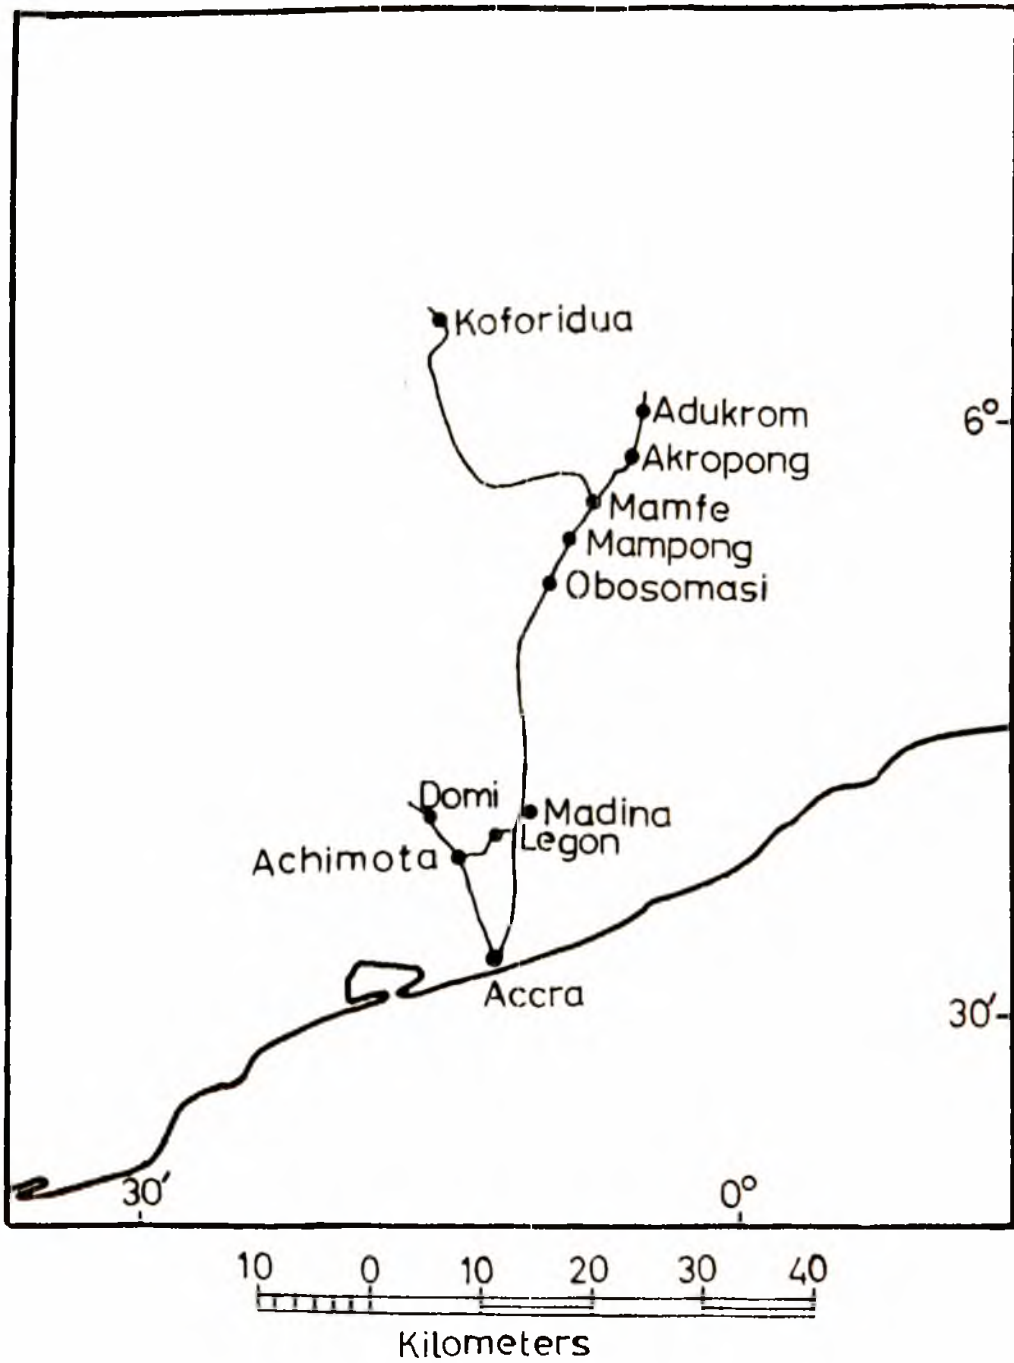 Koforidua
Adukrom
6°
Akropong
Mamfe
Mampong
Obosomasi
Domi
Madina
Legon
Achimota
Accra
30′
30′
0°
10 0 10 20 30 40
Kilometers